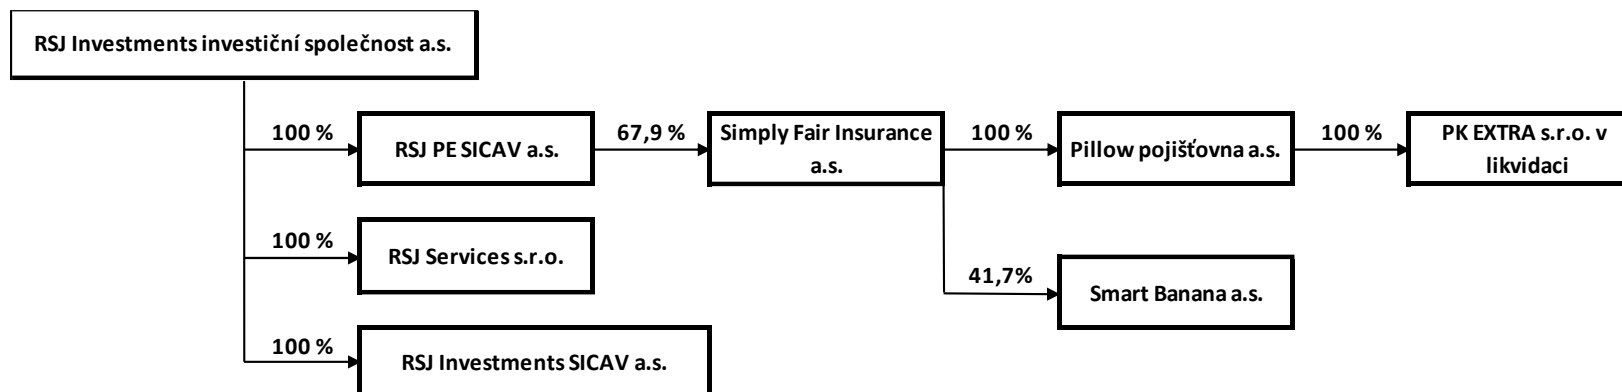 RSJ Investments investiční společnost a.s.
100 %
RSJ PE SICAV a.s.
67,9 %
Simply Fair Insurance
a.s.
100 %
Pillow pojišťovna a.s.
100 %
PK EXTRA s.r.o. v
likvidaci
100 %
RSJ Services s.r.o.
41,7%
Smart Banana a.s.
100 %
RSJ Investments SICAV a.s.